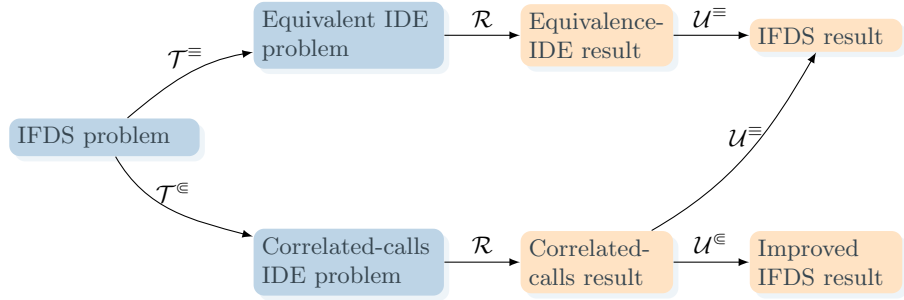 Equivalent IDE
problem
𝓡
Equivalence-
IDE result
𝓤≡
IFDS result
𝓣≡
IFDS problem
𝓤≡
𝓣⋐
Correlated-calls
IDE problem
𝓡
Correlated-
calls result
𝓤⋐
Improved
IFDS result